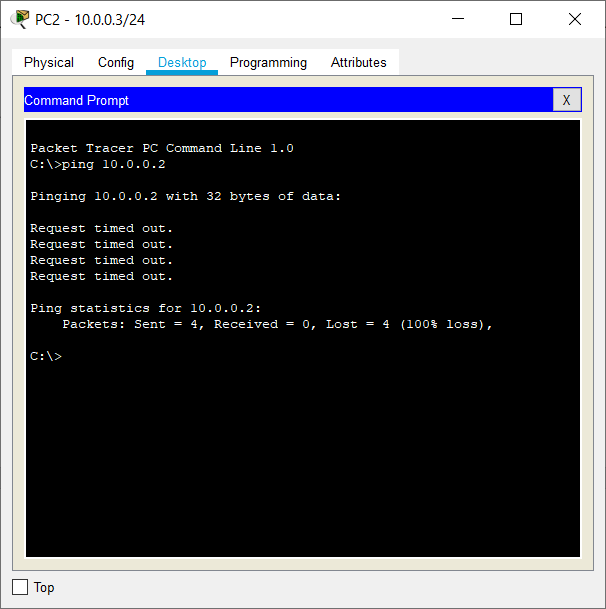 PC2 - 10.0.0.3/24
Physical Config Desktop Programming Attributes
Command Prompt X
Packet Tracer PC Command Line 1.0
C:\>ping 10.0.0.2
Pinging 10.0.0.2 with 32 bytes of data:
Request timed out.
Request timed out.
Request timed out.
Request timed out.
Ping statistics for 10.0.0.2:
    Packets: Sent = 4, Received = 0, Lost = 4 (100% loss),
C:\>
Top